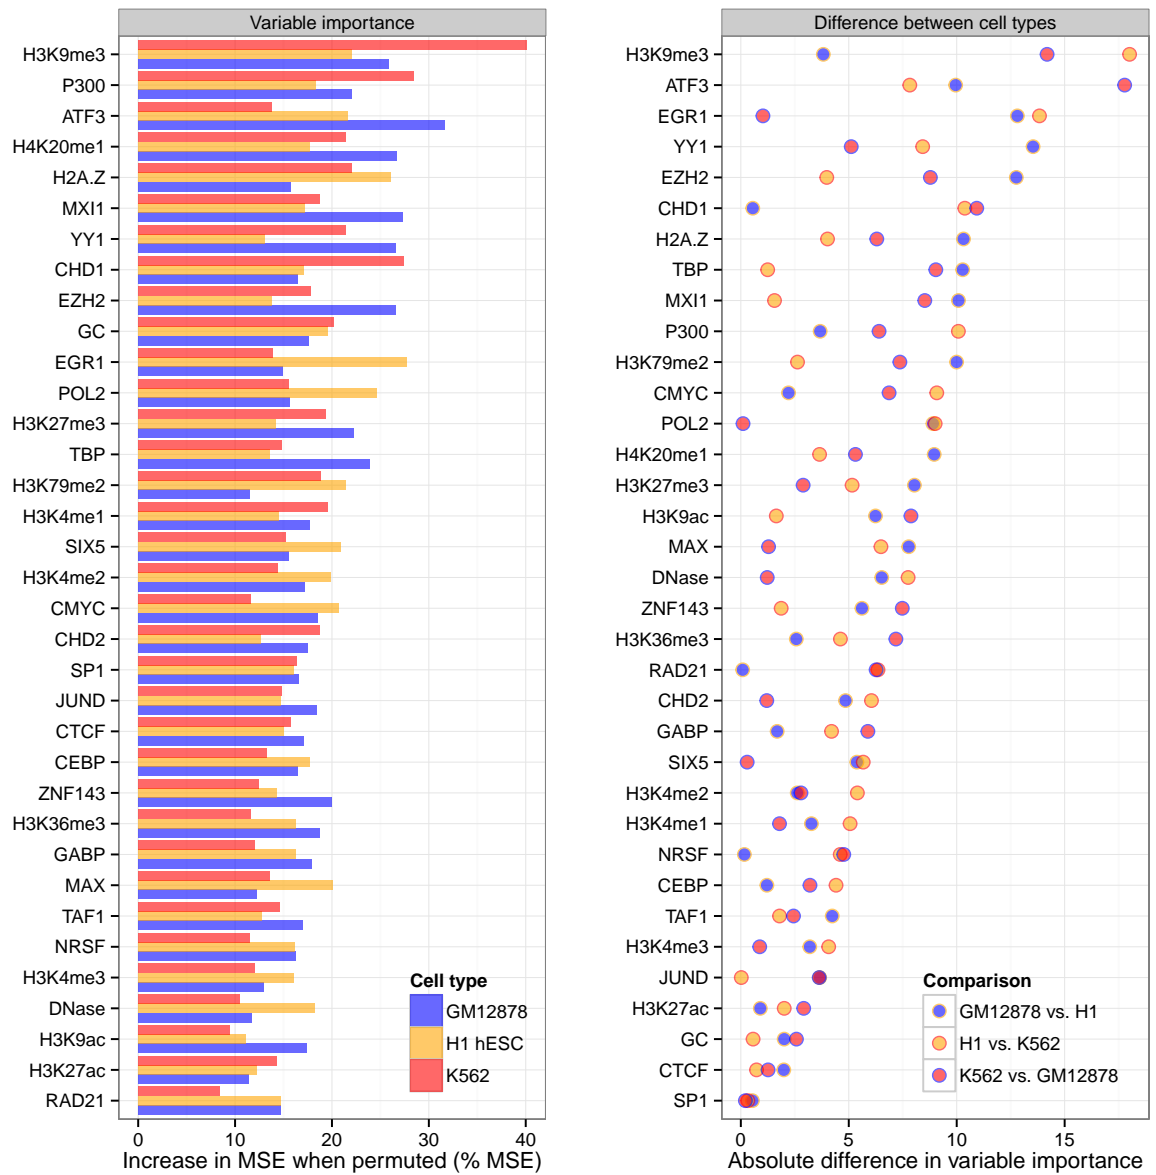 Variable importance
H3K9me3
P300
ATF3
H4K20me1
H2A.Z
MXI1
YY1
CHD1
EZH2
GC
EGR1
POL2
H3K27me3
TBP
H3K79me2
H3K4me1
SIX5
H3K4me2
CMYC
CHD2
SP1
JUND
CTCF
CEBP
ZNF143
H3K36me3
GABP
MAX
TAF1
NRSF
H3K4me3
DNase
H3K9ac
H3K27ac
RAD21
Cell type
GM12878
H1 hESC
K562
0 10 20 30 40
Increase in MSE when permuted (% MSE)
Difference between cell types
H3K9me3
ATF3
EGR1
YY1
EZH2
CHD1
H2A.Z
TBP
MXI1
P300
H3K79me2
CMYC
POL2
H4K20me1
H3K27me3
H3K9ac
MAX
DNase
ZNF143
H3K36me3
RAD21
CHD2
GABP
SIX5
H3K4me2
H3K4me1
NRSF
CEBP
TAF1
H3K4me3
JUND
H3K27ac
GC
CTCF
SP1
Comparison
GM12878 vs. H1
H1 vs. K562
K562 vs. GM12878
0 5 10 15
Absolute difference in variable importance